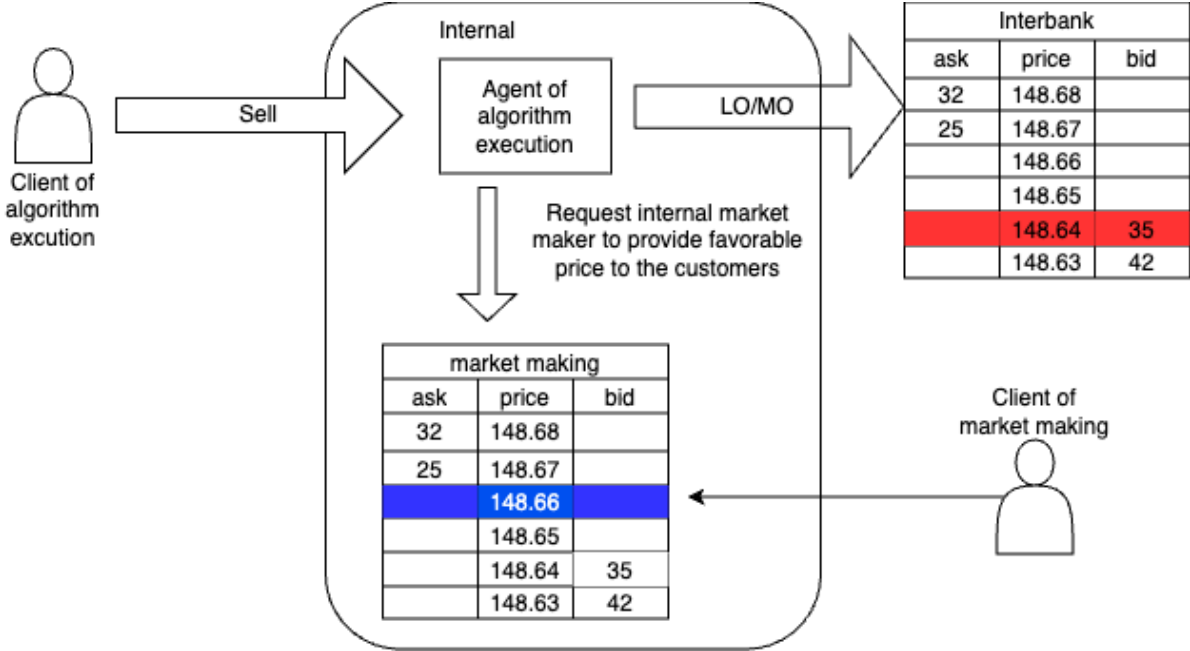 Internal
Client of
algorithm
excution
Sell
Agent of
algorithm
execution
LO/MO
Request internal market
maker to provide favorable
price to the customers
Interbank
ask price bid
32 148.68
25 148.67
148.66
148.65
148.64 35
148.63 42
market making
ask price bid
32 148.68
25 148.67
148.66
148.65
148.64 35
148.63 42
Client of
market making